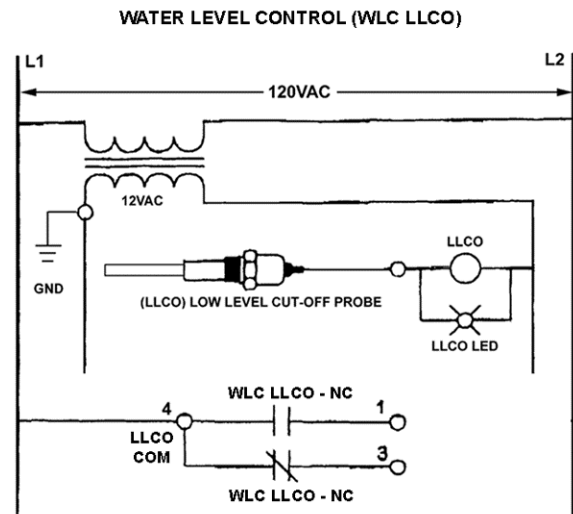 WATER LEVEL CONTROL (WLC LLCO)
L1
L2
120VAC
12VAC
GND
LLCO
(LLCO) LOW LEVEL CUT-OFF PROBE
LLCO LED
WLC LLCO - NC
4
1
LLCO
COM
3
WLC LLCO - NC